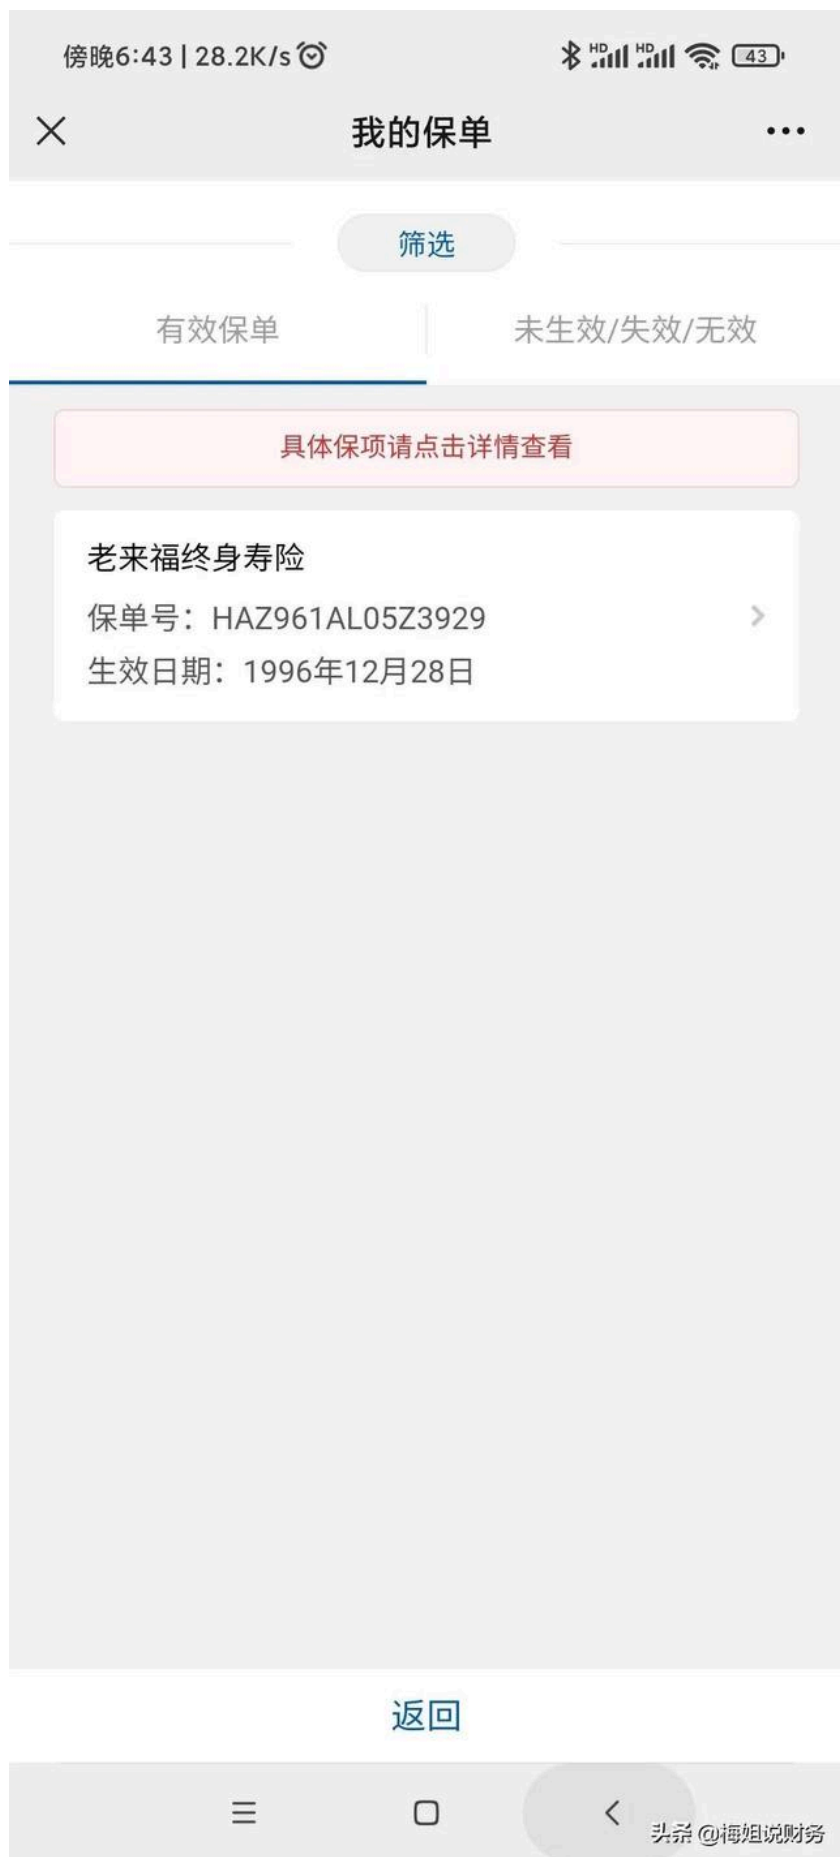 傍晚6:43 | 28.2K/s
HD HD 43
我的保单
筛选
有效保单
未生效/失效/无效
具体保项请点击详情查看
老来福终身寿险
保单号：HAZ961AL05Z3929
生效日期：1996年12月28日
返回
头条 @梅姐说财务